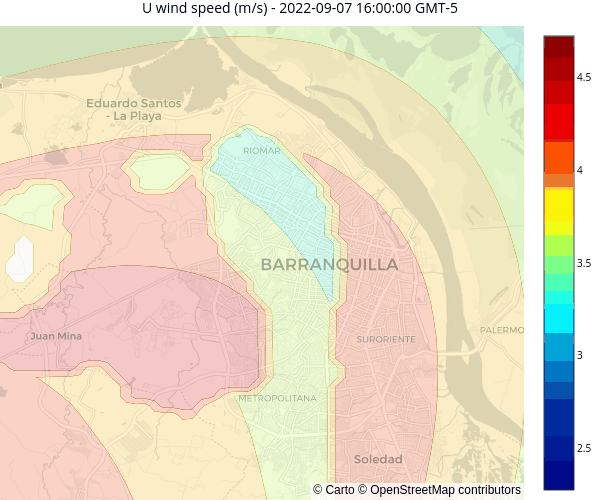 U wind speed (m/s) - 2022-09-07 16:00:00 GMT-5
4.5
Eduardo Santos
- La Playa
RIOMAR
4
BARRANQUILLA
3.5
PALERMO
Juan Mina
SURORIENTE
3
METROPOLITANA
2.5
Soledad
© Carto © OpenStreetMap contributors